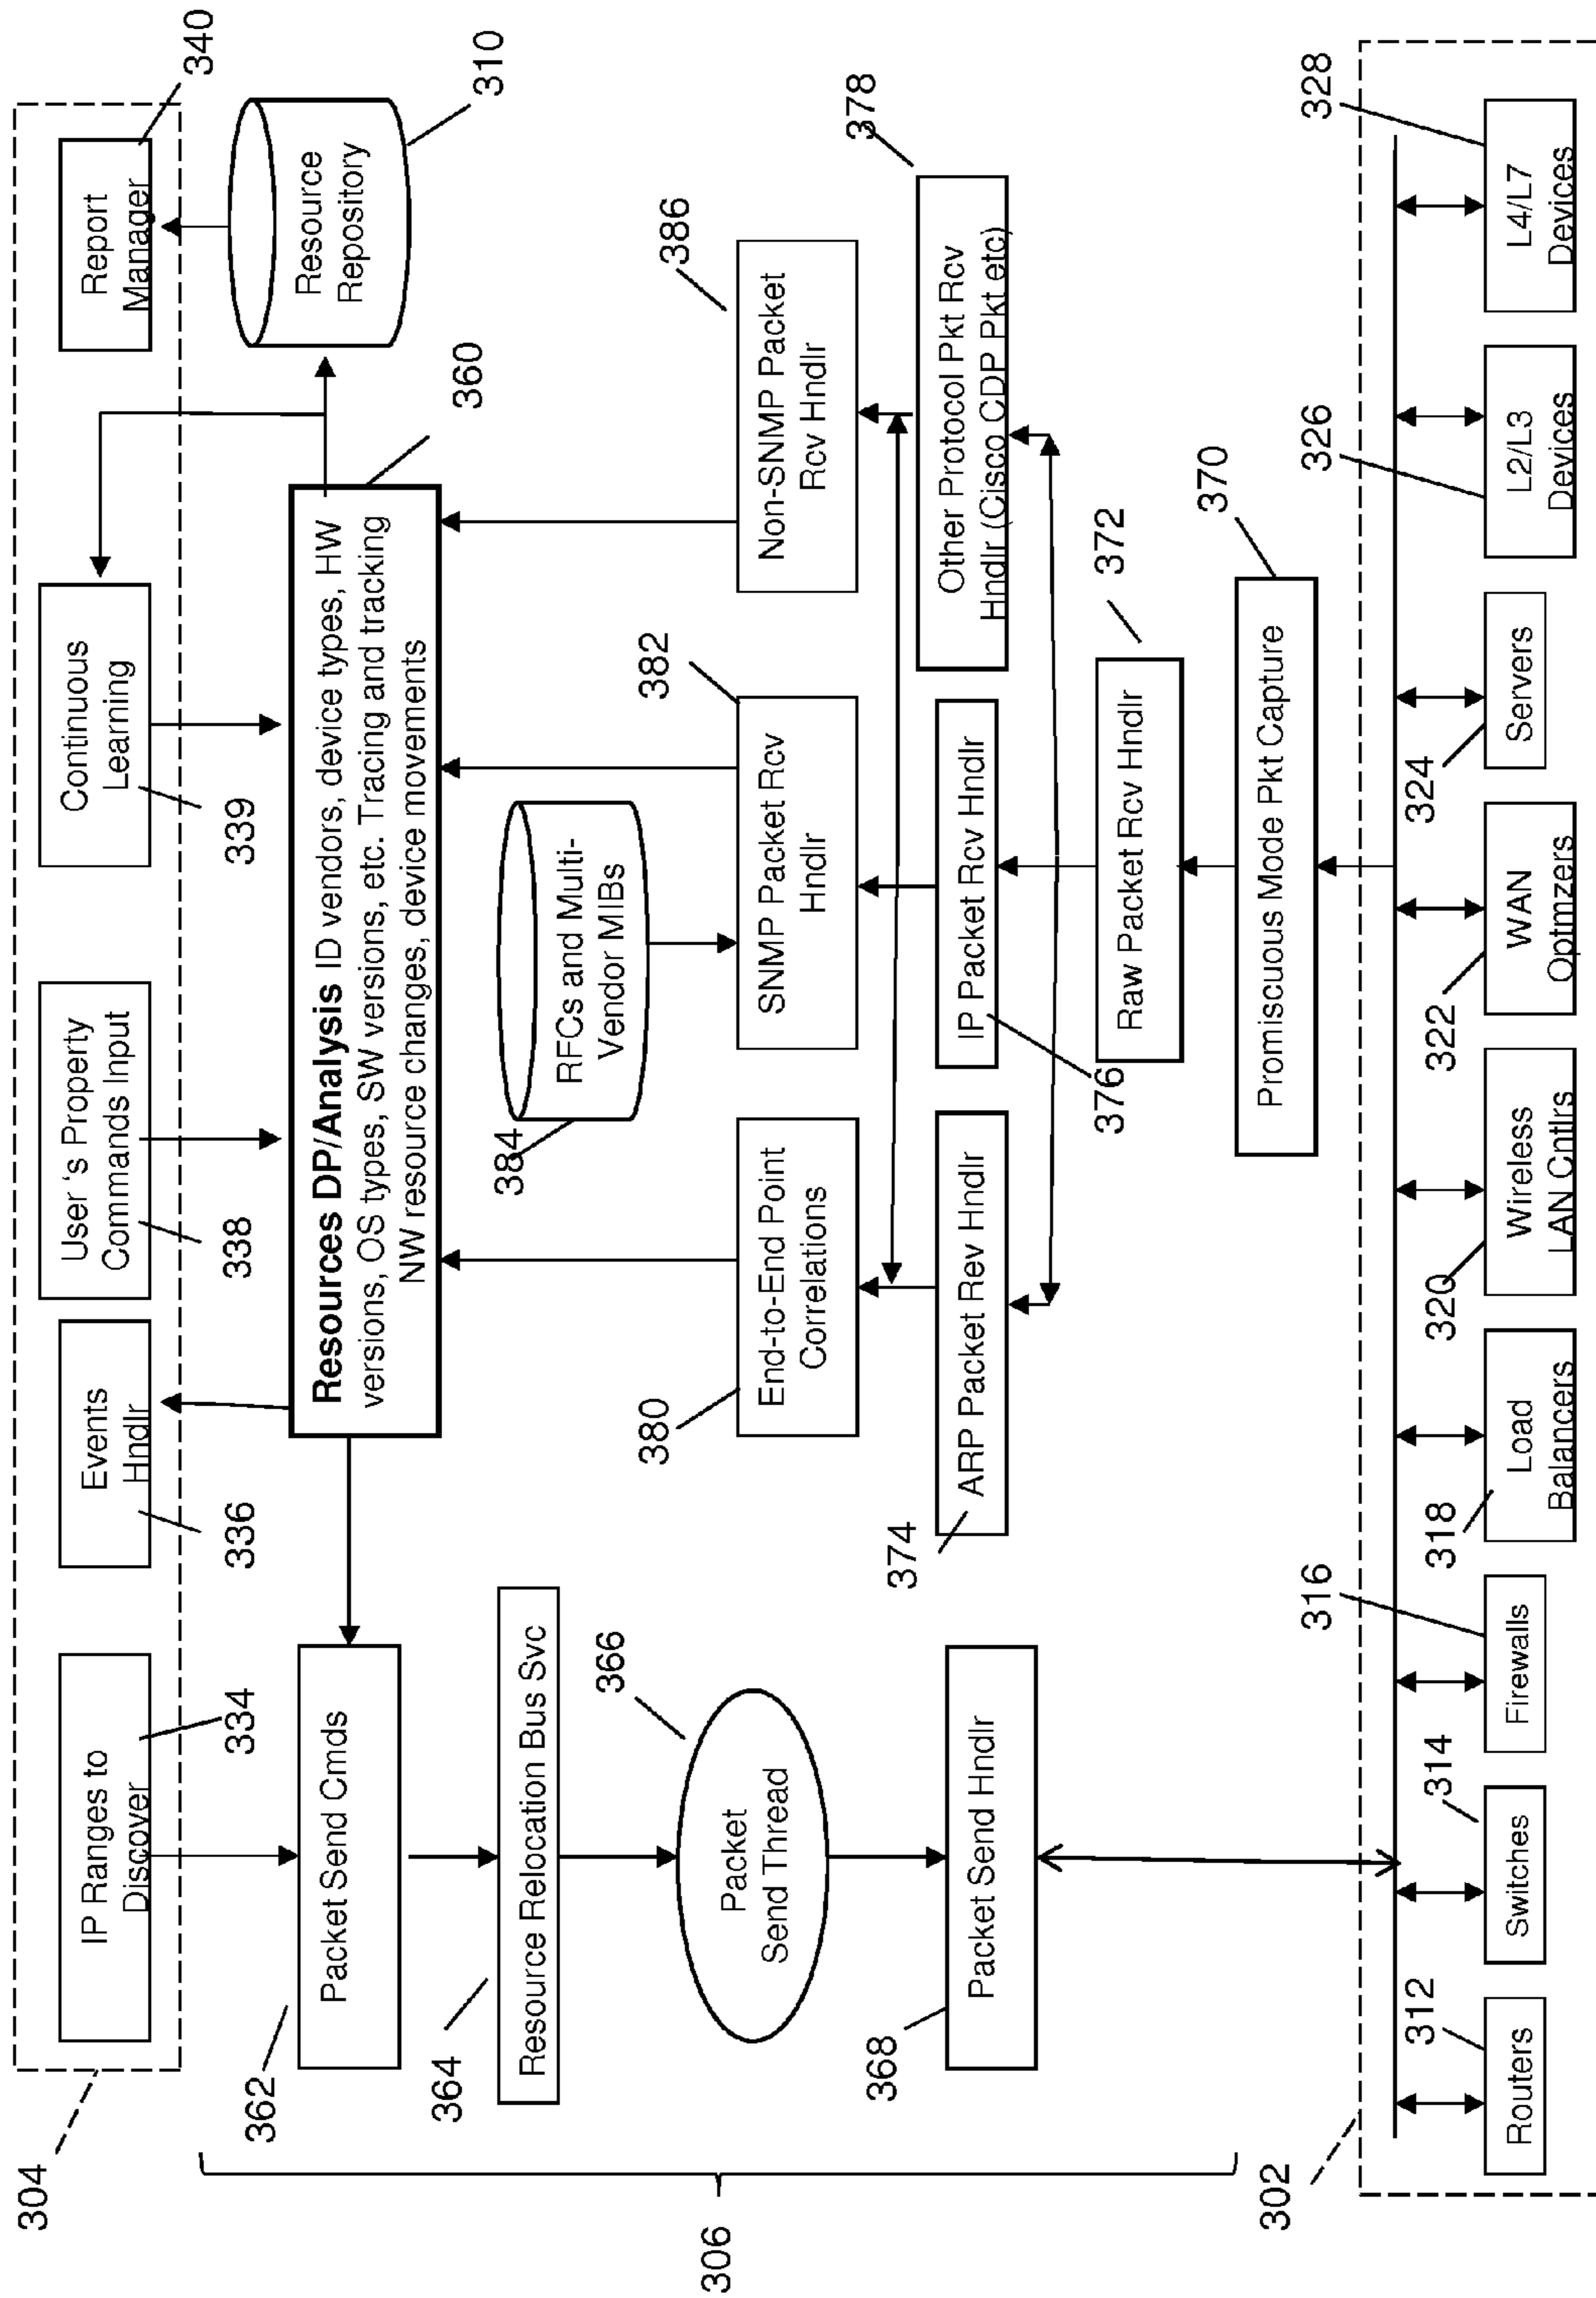 304
IP Ranges to
Discover
334
Events
Hndlr
336
User's Property
Commands Input
338
Continuous
Learning
339
Report
Manager
340
Resource
Repository
310
362
Packet Send Cmds
Resources DP/Analysis ID vendors, device types, HW
versions, OS types, SW versions, etc. Tracing and tracking
NW resource changes, device movements
360
364
Resource Relocation Bus Svc
384
RFCs and Multi-
Vendor MIBs
366
Packet
Send Thread
306
380
End-to-End Point
Correlations
382
SNMP Packet Rcv
Hndlr
386
Non-SNMP Packet
Rcv Hndlr
378
368
Packet Send Hndlr
374
ARP Packet Rev Hndlr
IP Packet Rcv Hndlr
376
Other Protocol Pkt Rcv
Hndlr (Cisco CDP Pkt etc)
Raw Packet Rcv Hndlr
372
Promiscuous Mode Pkt Capture
370
302
312
Routers
314
Switches
316
Firewalls
318
Load
Balancers
320
Wireless
LAN Cntlrs
322
WAN
Optmzers
324
Servers
326
L2/L3
Devices
328
L4/L7
Devices